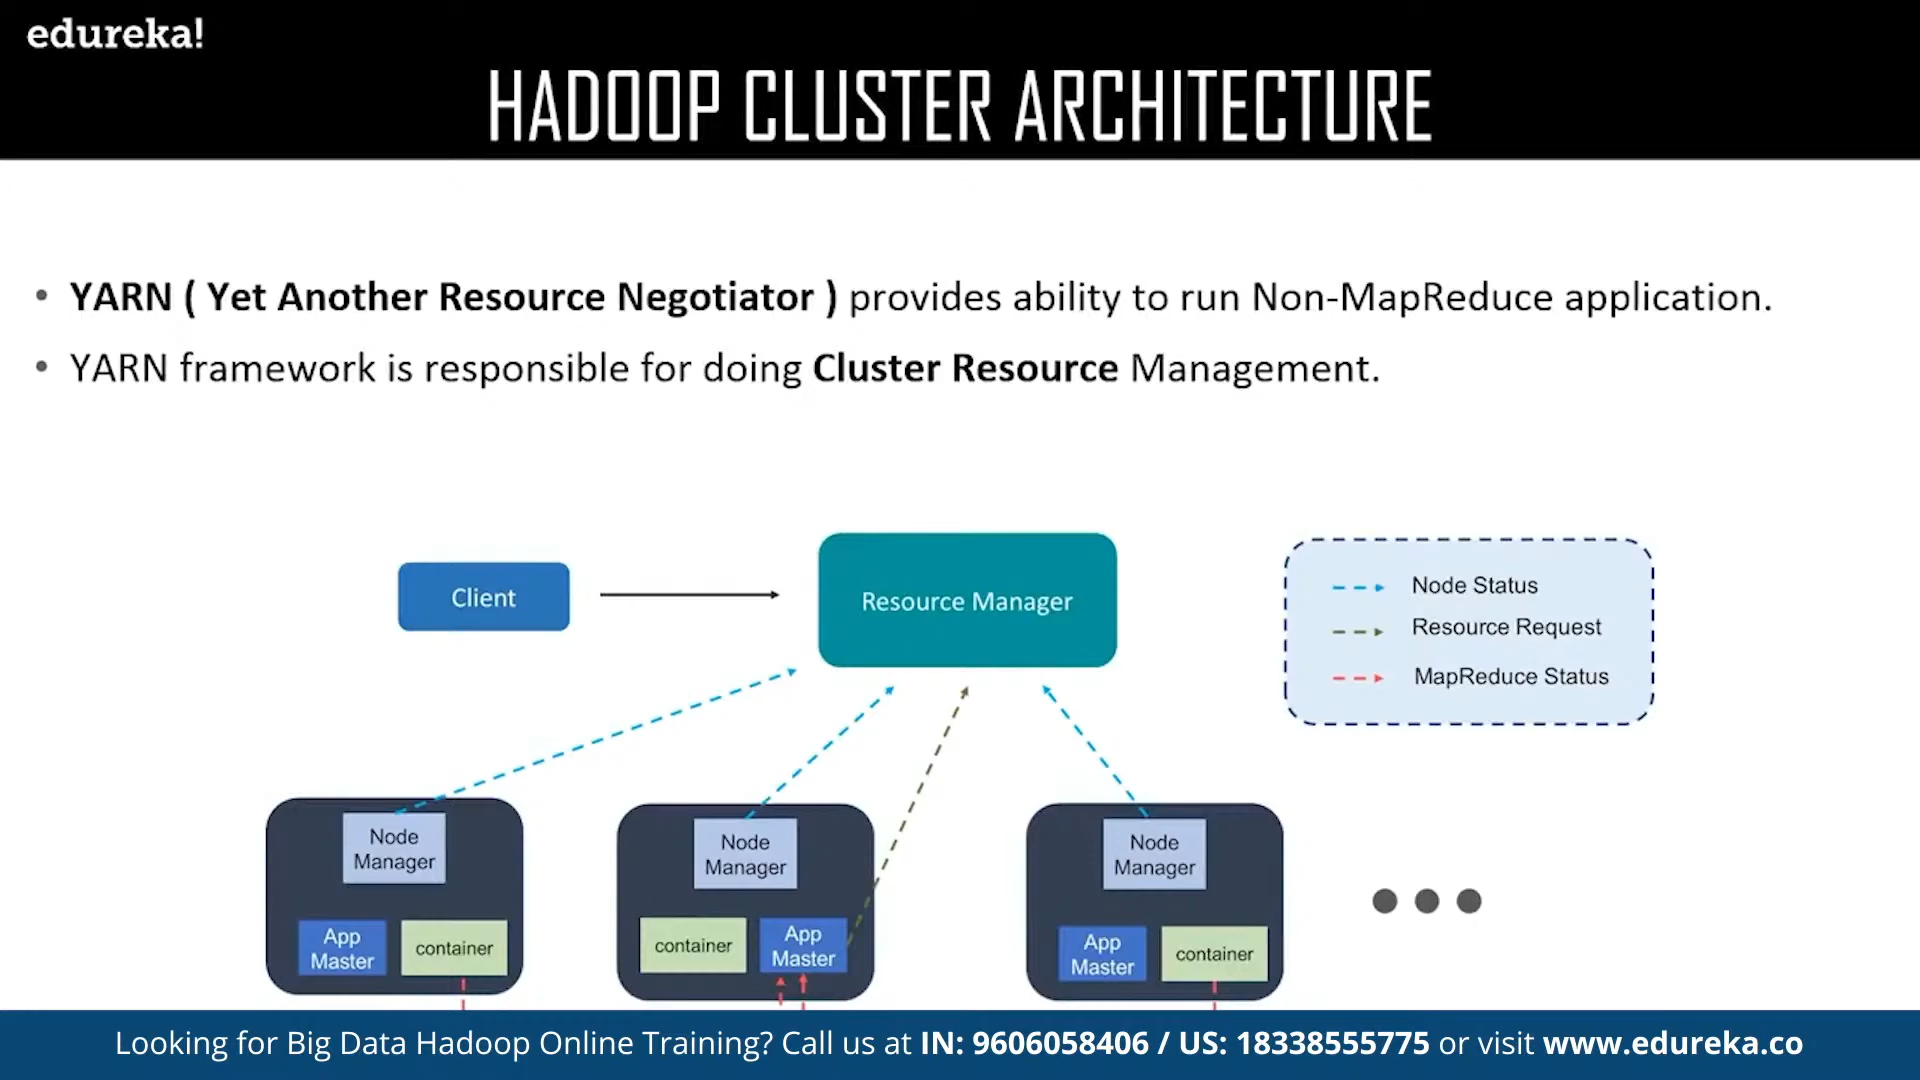 edureka!
HADOOP CLUSTER ARCHITECTURE
• YARN ( Yet Another Resource Negotiator ) provides ability to run Non-MapReduce application.
• YARN framework is responsible for doing Cluster Resource Management.
Client
Resource Manager
Node Status
Resource Request
MapReduce Status
Node
Manager
App
Master
container
Node
Manager
container
App
Master
Node
Manager
App
Master
container
Looking for Big Data Hadoop Online Training? Call us at IN: 9606058406 / US: 18338555775 or visit www.edureka.co